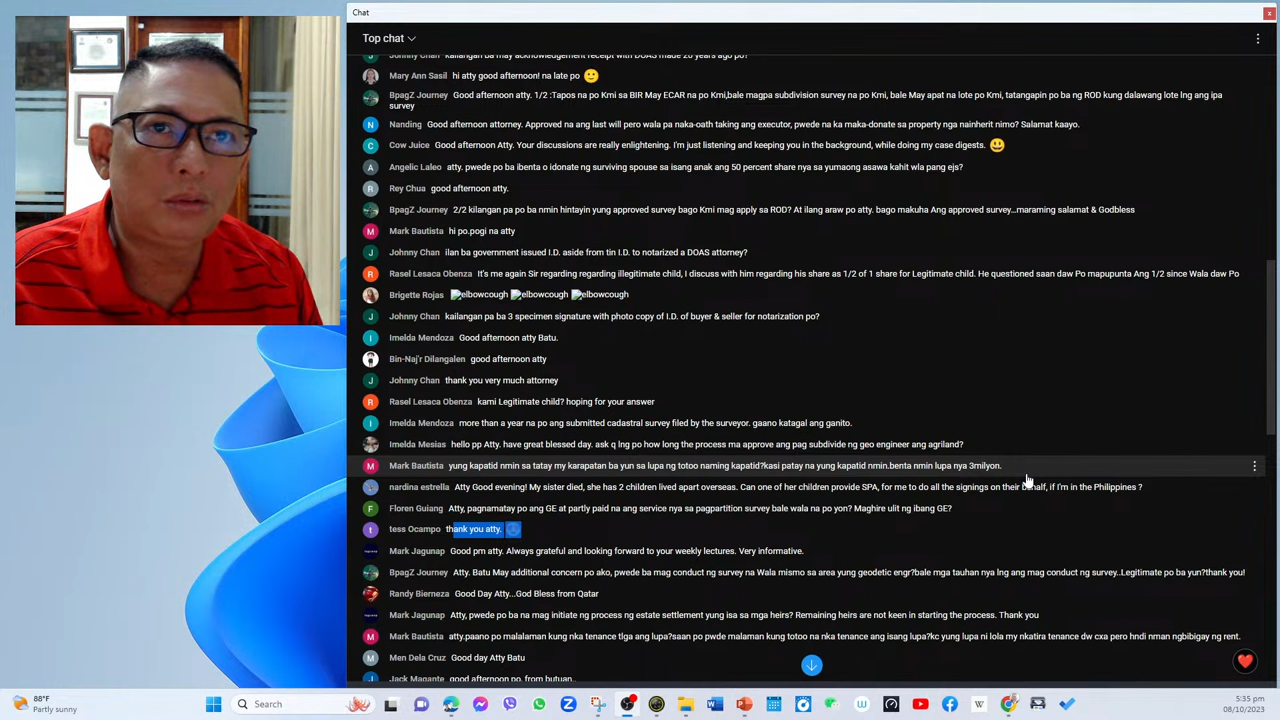 Chat
Top chat
Johnny Chan kailangan ba may acknowledgement receipt with DOAS made 20 years ago po?
Mary Ann Sasil hi atty good afternoon! na late po 🙂
BpagZ Journey Good afternoon atty. 1/2 :Tapos na po Kmi sa BIR May ECAR na po Kmi,bale magpa subdivision survey na po Kmi, bale May apat na lote po Kmi, tatangapin po ba ng ROD kung dalawang lote lng ang ipa
survey
Nanding Good afternoon attorney. Approved na ang last will pero wala pa naka-oath taking ang executor, pwede na ka maka-donate sa property nga nainherit nimo? Salamat kaayo.
Cow Juice Good afternoon Atty. Your discussions are really enlightening. I'm just listening and keeping you in the background, while doing my case digests. 😃
Angelic Laleo atty. pwede po ba ibenta o idonate ng surviving spouse sa isang anak ang 50 percent share nya sa yumaong asawa kahit wla pang ejs?
Rey Chua good afternoon atty.
BpagZ Journey 2/2 kilangan pa po ba nmin hintayin yung approved survey bago Kmi mag apply sa ROD? At ilang araw po atty. bago makuha Ang approved survey...maraming salamat & Godbless
Mark Bautista hi po.pogi na atty
Johnny Chan ilan ba government issued I.D. aside from tin I.D. to notarized a DOAS attorney?
Rasel Lesaca Obenza It's me again Sir regarding regarding illegitimate child, I discuss with him regarding his share as 1/2 of 1 share for Legitimate child. He questioned saan daw Po mapupunta Ang 1/2 since Wala daw Po
Brigette Rojas elbowcough elbowcough elbowcough
Johnny Chan kailangan pa ba 3 specimen signature with photo copy of I.D. of buyer & seller for notarization po?
Imelda Mendoza Good afternoon atty Batu.
Bin-Naj'r Dilangalen good afternoon atty
Johnny Chan thank you very much attorney
Rasel Lesaca Obenza kami Legitimate child? hoping for your answer
Imelda Mendoza more than a year na po ang submitted cadastral survey filed by the surveyor. gaano katagal ang ganito.
Imelda Mesias hello pp Atty. have great blessed day. ask q lng po how long the process ma approve ang pag subdivide ng geo engineer ang agriland?
Mark Bautista yung kapatid nmin sa tatay my karapatan ba yun sa lupa ng totoo naming kapatid?kasi patay na yung kapatid nmin.benta nmin lupa nya 3milyon.
nardina estrella Atty Good evening! My sister died, she has 2 children lived apart overseas. Can one of her children provide SPA, for me to do all the signings on their behalf, if I'm in the Philippines ?
Floren Guiang Atty, pagnamatay po ang GE at partly paid na ang service nya sa pagpartition survey bale wala na po yon? Maghire ulit ng ibang GE?
tess Ocampo thank you atty.
Mark Jagunap Good pm atty. Always grateful and looking forward to your weekly lectures. Very informative.
BpagZ Journey Atty. Batu May additional concern po ako, pwede ba mag conduct ng survey na Wala mismo sa area yung geodetic engr?bale mga tauhan nya lng ang mag conduct ng survey..Legitimate po ba yun?thank you!
Randy Bierneza Good Day Atty...God Bless from Qatar
Mark Jagunap Atty, pwede po ba na mag initiate ng process ng estate settlement yung isa sa mga heirs? Remaining heirs are not keen in starting the process. Thank you
Mark Bautista atty.paano po malalaman kung nka tenance tlga ang lupa?saan po pwde malaman kung totoo na nka tenance ang isang lupa?kc yung lupa ni lola my nkatira tenance dw cxa pero hndi nman ngbibigay ng rent.
Men Dela Cruz Good day Atty Batu
Jack Magante good afternoon po, from butuan..
88°F
Partly sunny
Search
5:35 pm
08/10/2023